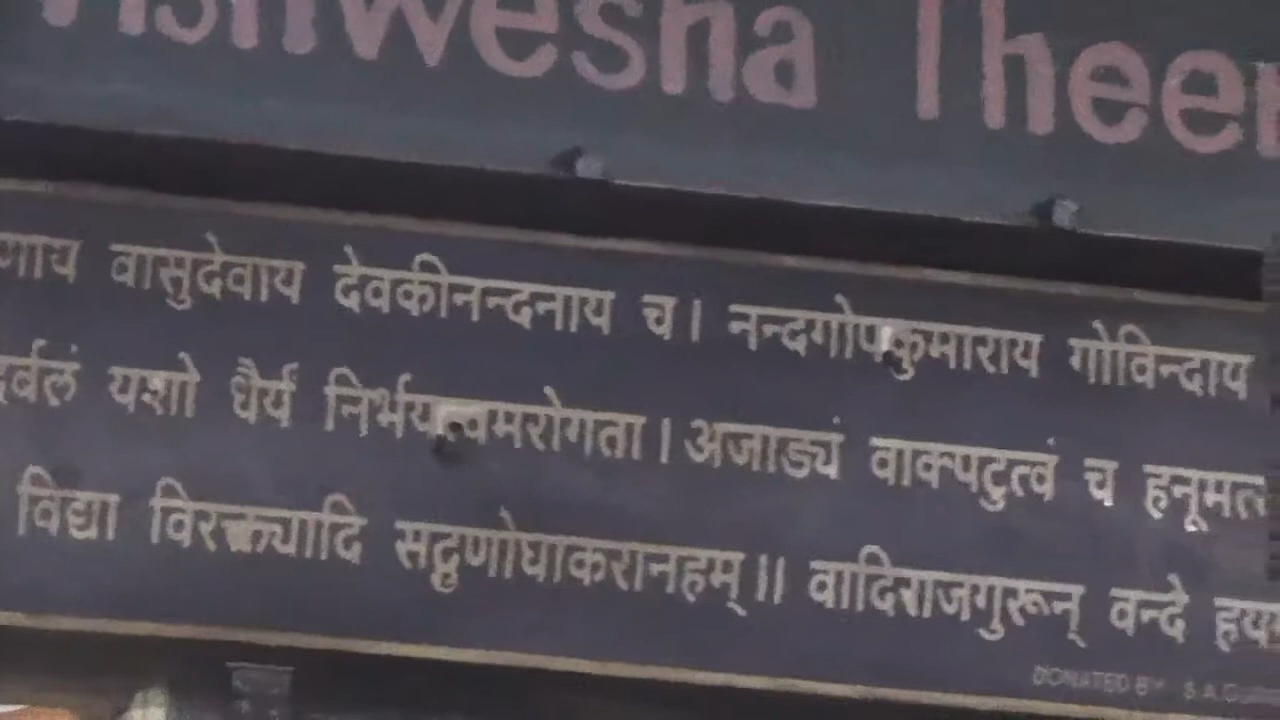 shwesha Theer
णाय वासुदेवाय देवकीनन्दनाय च। नन्दगोपकुमाराय गोविन्दाय
र्बलं यशो धैर्यं निर्भयत्वमरोगता। अजाड्यं वाक्पटुत्वं च हनूमत्
विद्या विरक्त्यादि सद्गुणोघाकरानहम्॥ वादिराजगुरून् वन्दे हय
DONATED BY S.A.G